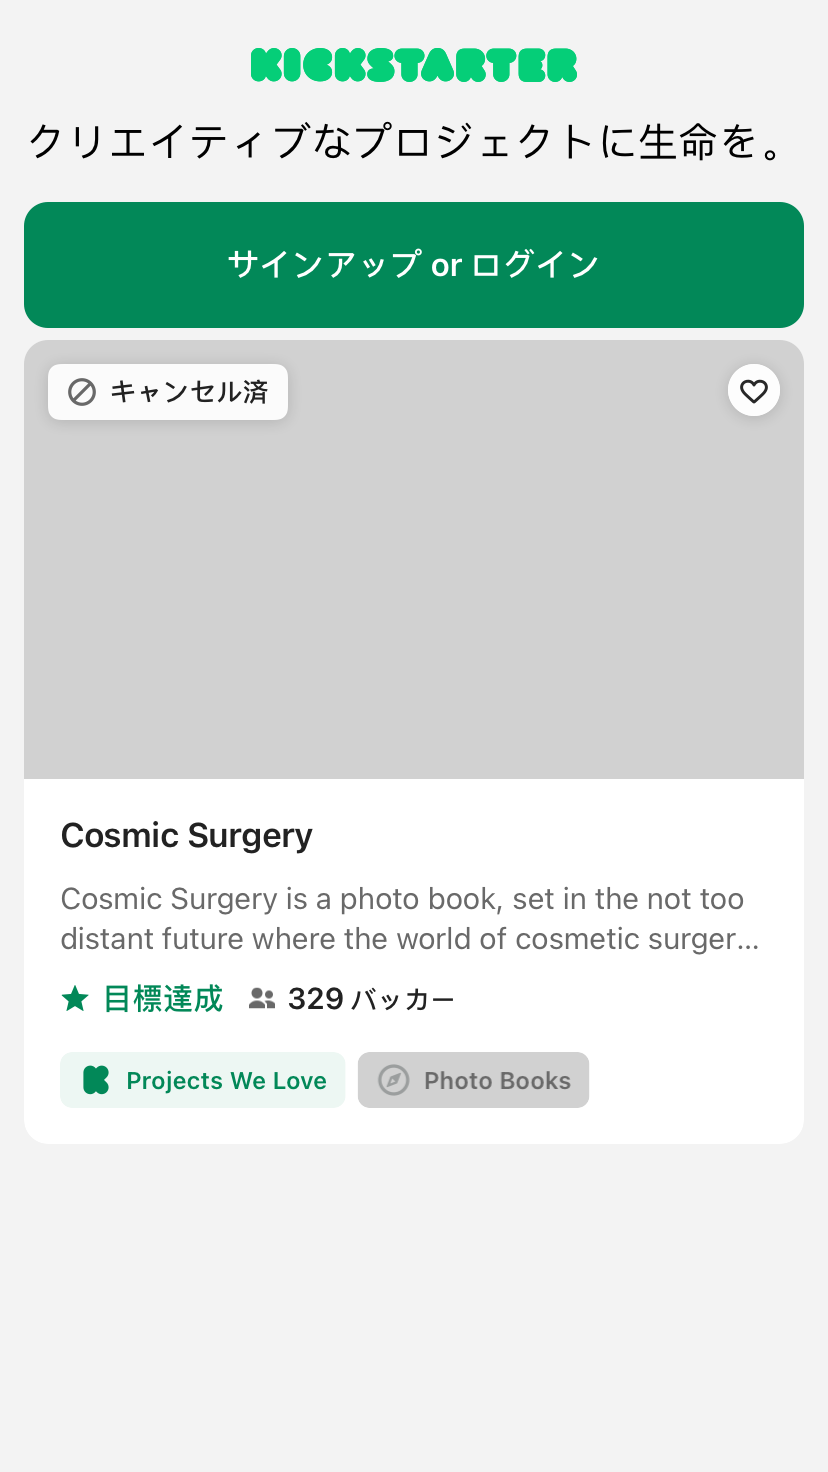 KICKSTARTER
クリエイティブなプロジェクトに生命を。
サインアップ or ログイン
キャンセル済
Cosmic Surgery
Cosmic Surgery is a photo book, set in the not too
distant future where the world of cosmetic surger...
目標達成 329 バッカー
Projects We Love Photo Books